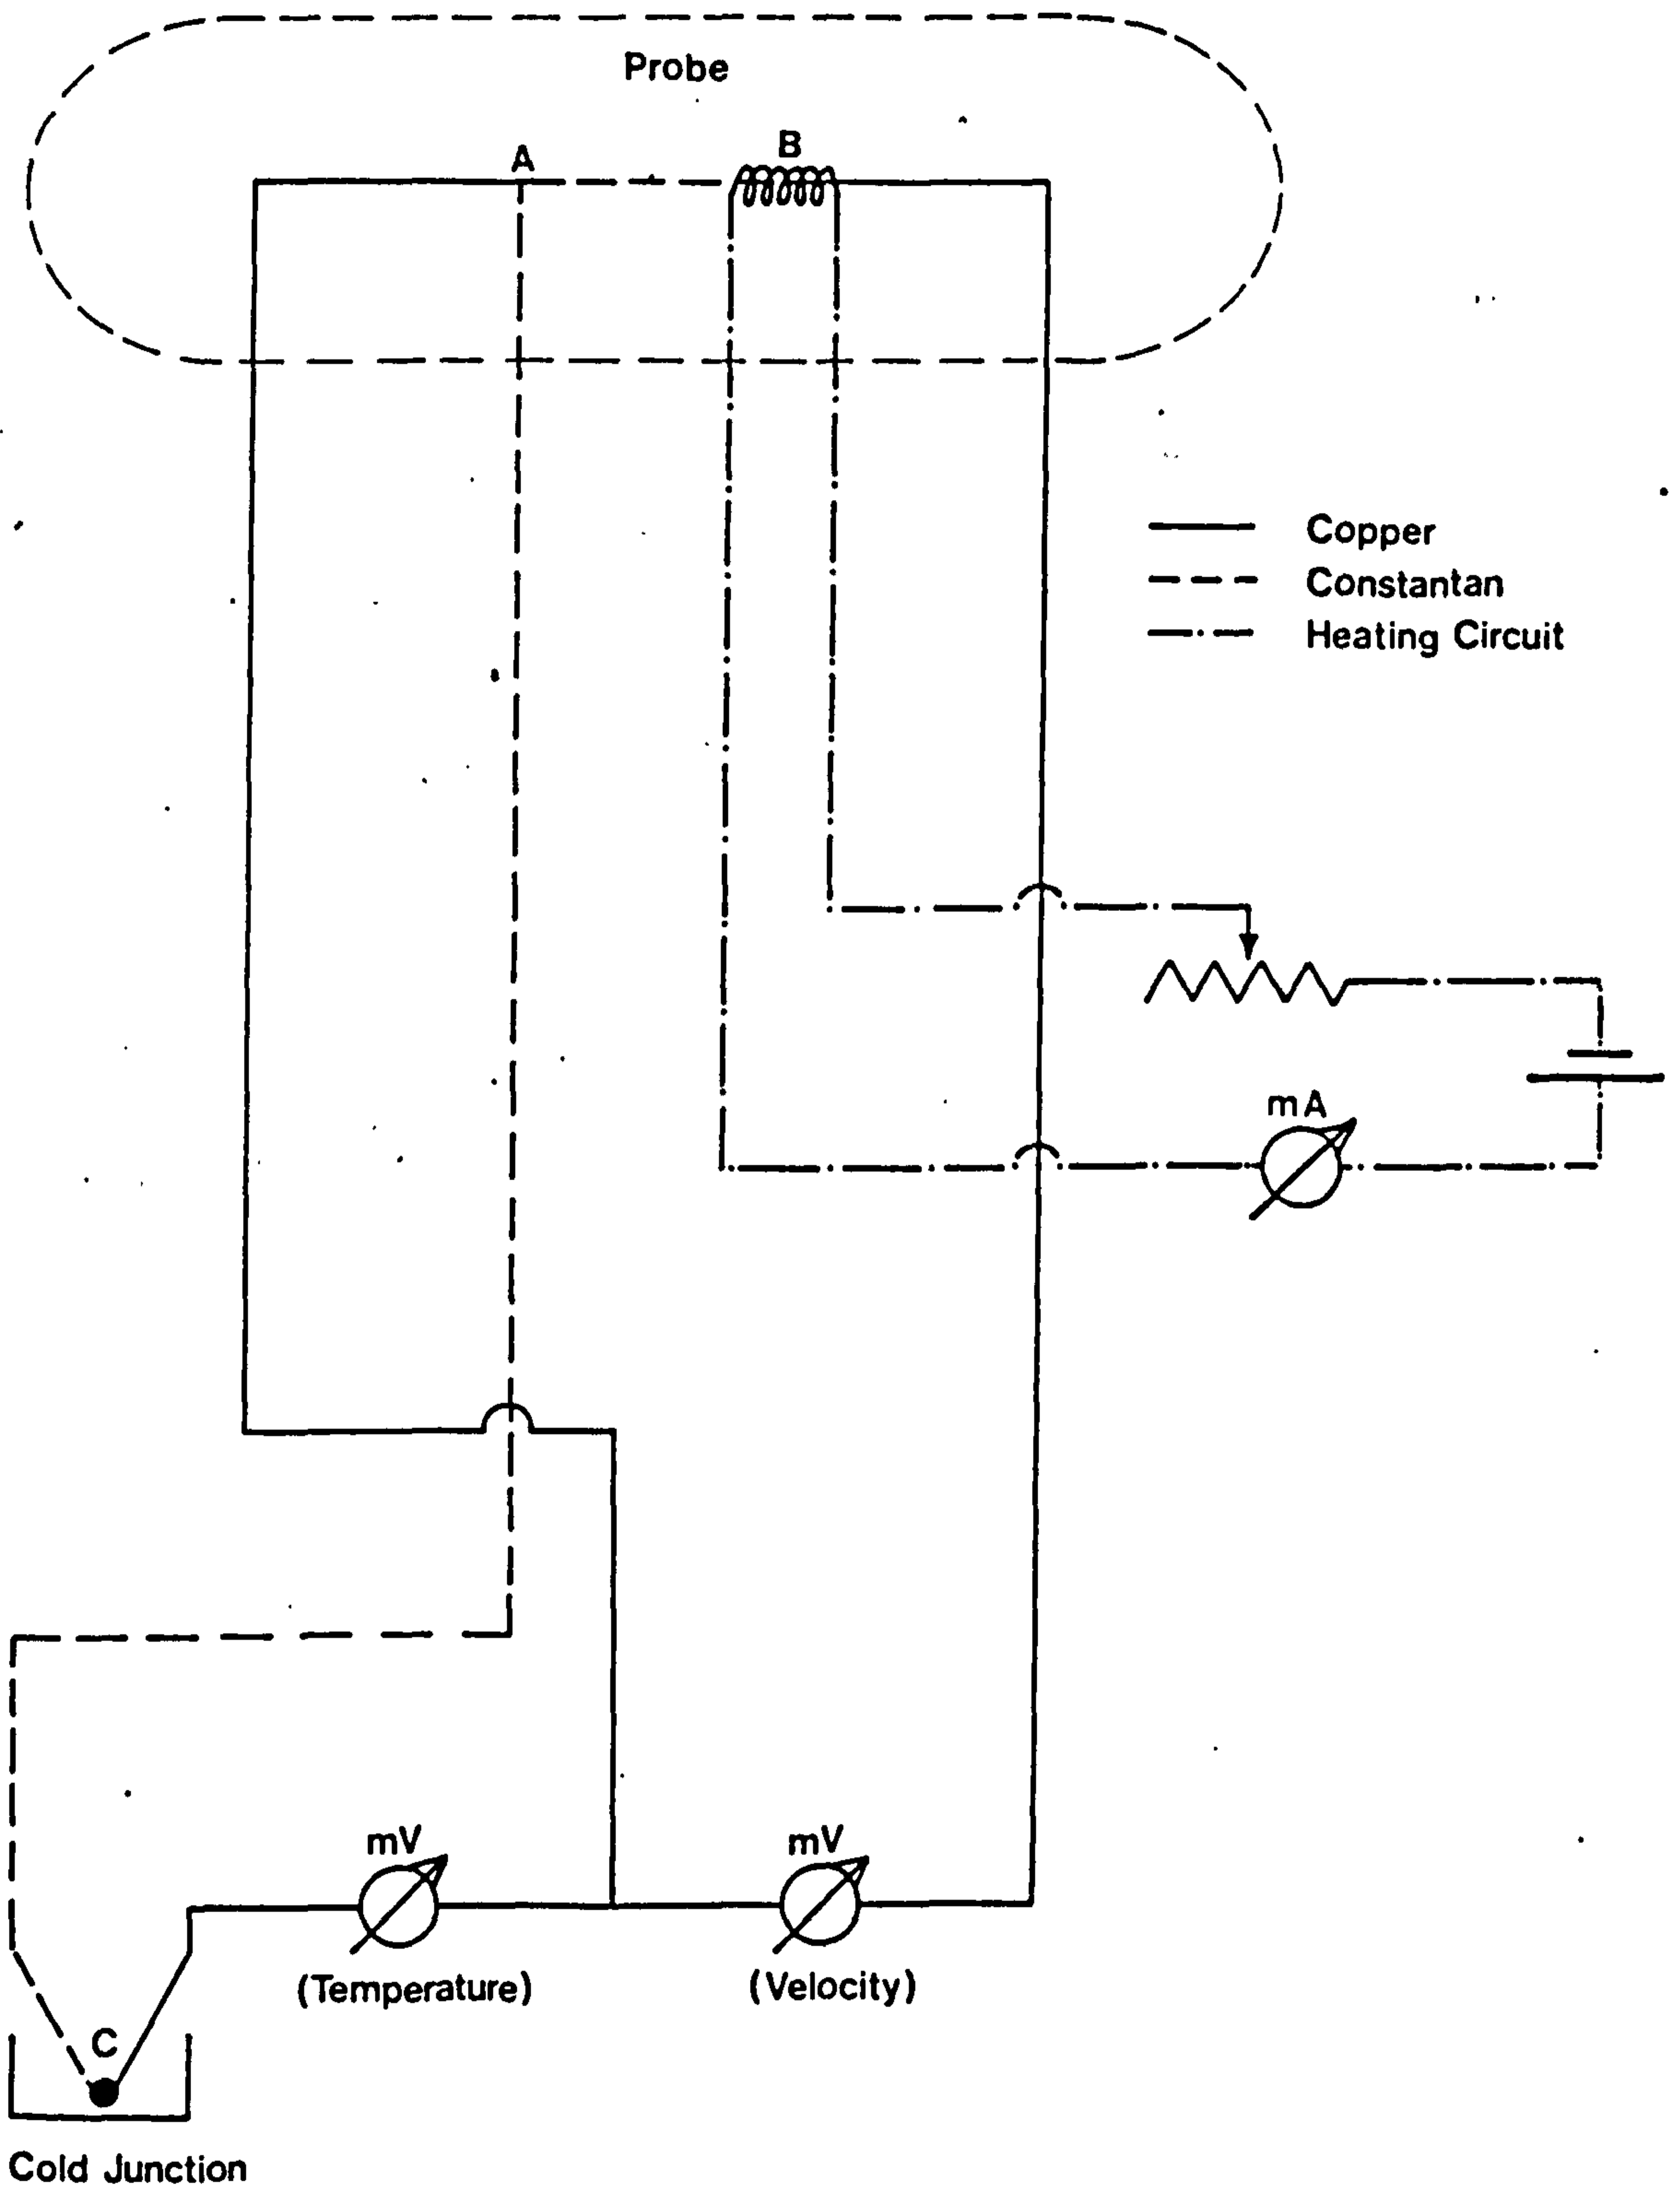 Probe
A
B
Copper
Constantan
Heating Circuit
mA
mV
mV
(Temperature)
(Velocity)
C
Cold Junction